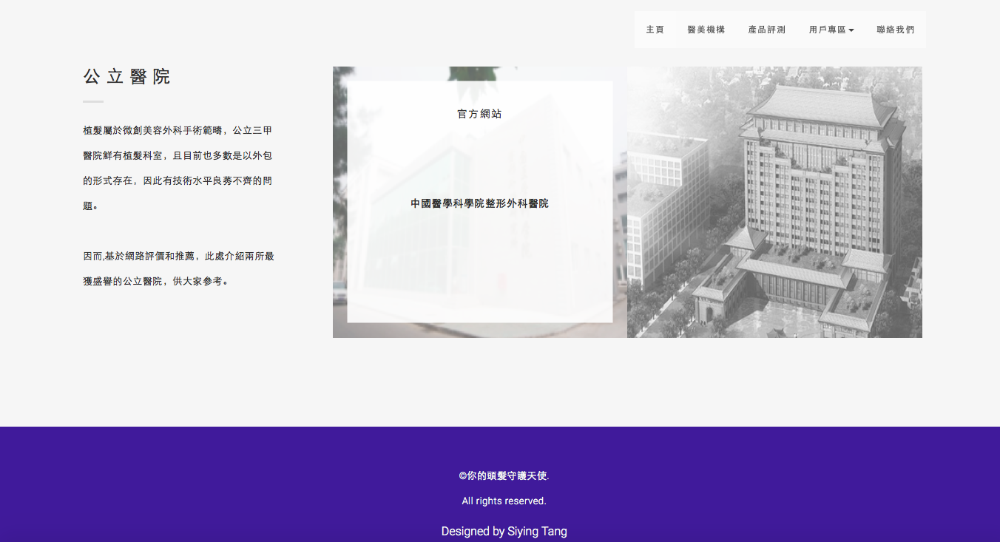 主頁 醫美機構 產品評測 用戶專區 聯絡我們
公立醫院
植髮屬於微創美容外科手術範疇，公立三甲
醫院鮮有植髮科室，且目前也多數是以外包
的形式存在，因此有技術水平良莠不齊的問
題。
因而,基於網路評價和推薦，此處介紹兩所最
獲盛譽的公立醫院，供大家參考。
官方網站
中國醫學科學院整形外科醫院
©你的頭髮守護天使.
All rights reserved.
Designed by Siying Tang